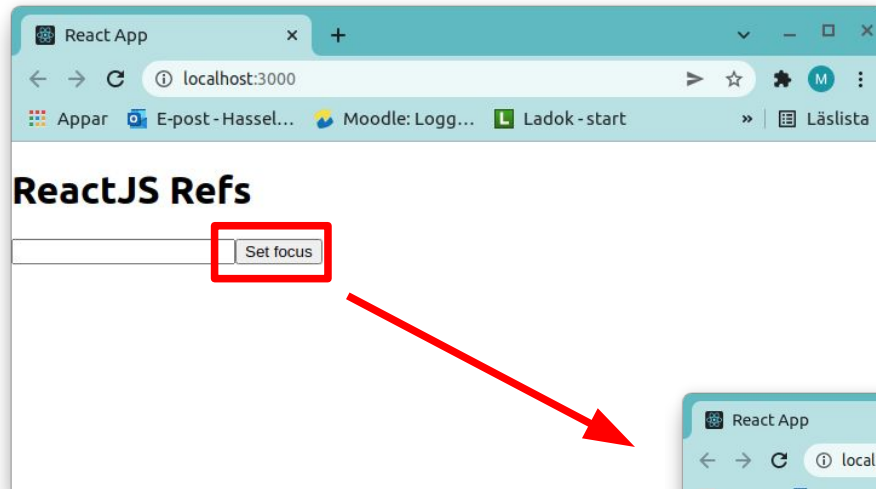 React App
localhost:3000
M
Appar E-post - Hassel... Moodle: Logg... L Ladok - start » Läslista
ReactJS Refs
Set focus
React App
local